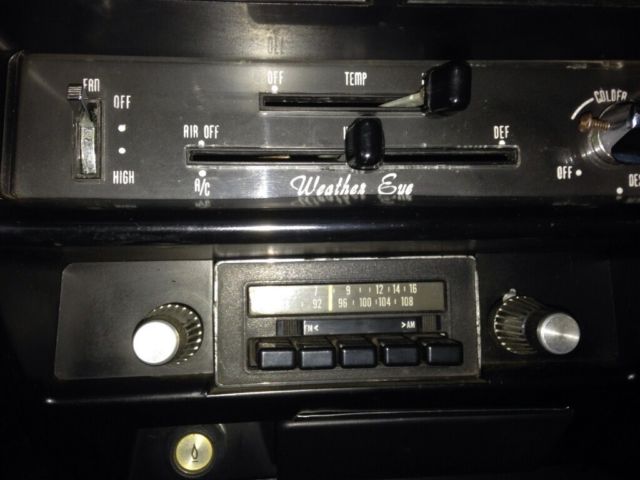 FAN
OFF
HIGH
OFF TEMP
AIR OFF DEF
A/C
Weather Eye
COLDER
OFF
DES
7 9 12 14 16
92 96 100 104 108
FM< >AM